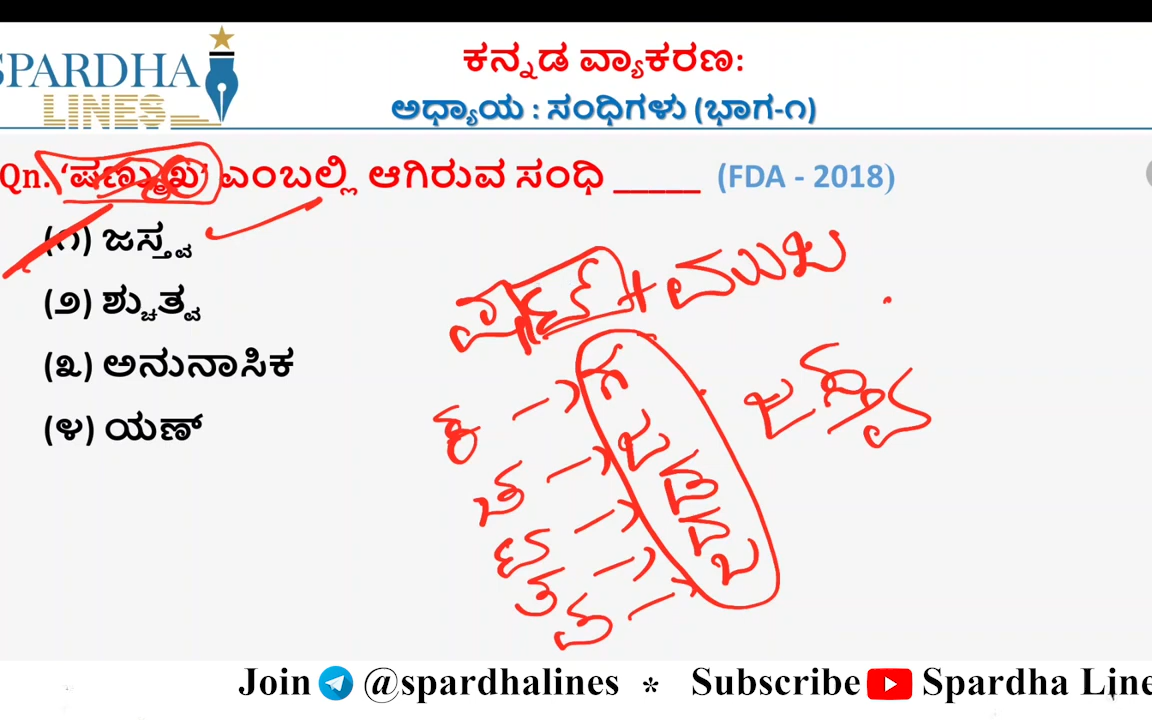 SPARDHA
LINES
ಕನ್ನಡ ವ್ಯಾಕರಣ:
ಅಧ್ಯಾಯ : ಸಂಧಿಗಳು (ಭಾಗ-೧)
Qn. 'ಷಣ್ಮುಖ' ಎಂಬಲ್ಲಿ ಆಗಿರುವ ಸಂಧಿ _____ (FDA - 2018)
(೧) ಜಸ್ತ್ವ
(೨) ಶ್ಚುತ್ವ
(೩) ಅನುನಾಸಿಕ
(೪) ಯಣ್
ಷಟ್ + ಮುಖ
ಕ → ಗ
ಚ → ಜ
ಟ → ಡ
ತ → ದ
ಪ → ಬ
ಜಸ್ತ್ವ
Join @spardhalines * Subscribe Spardha Line